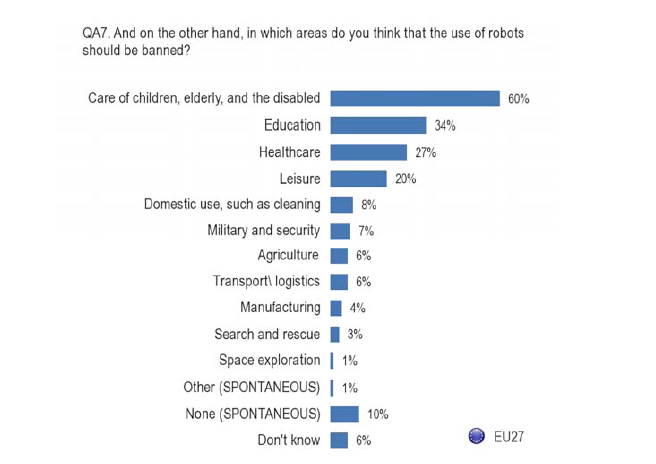 QA7. And on the other hand, in which areas do you think that the use of robots
should be banned?
Care of children, elderly, and the disabled 60%
Education 34%
Healthcare 27%
Leisure 20%
Domestic use, such as cleaning 8%
Military and security 7%
Agriculture 6%
Transport\ logistics 6%
Manufacturing 4%
Search and rescue 3%
Space exploration 1%
Other (SPONTANEOUS) 1%
None (SPONTANEOUS) 10%
Don't know 6%
EU27